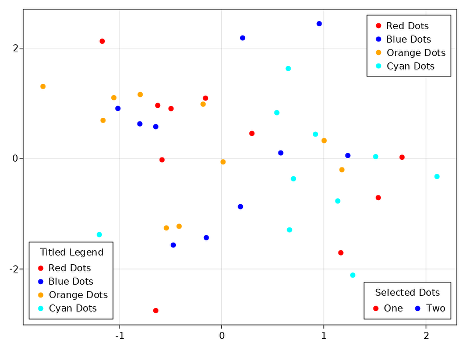 Red Dots
Blue Dots
Orange Dots
Cyan Dots
2
0
-2
Titled Legend
Red Dots
Blue Dots
Orange Dots
Cyan Dots
Selected Dots
One Two
-1 0 1 2